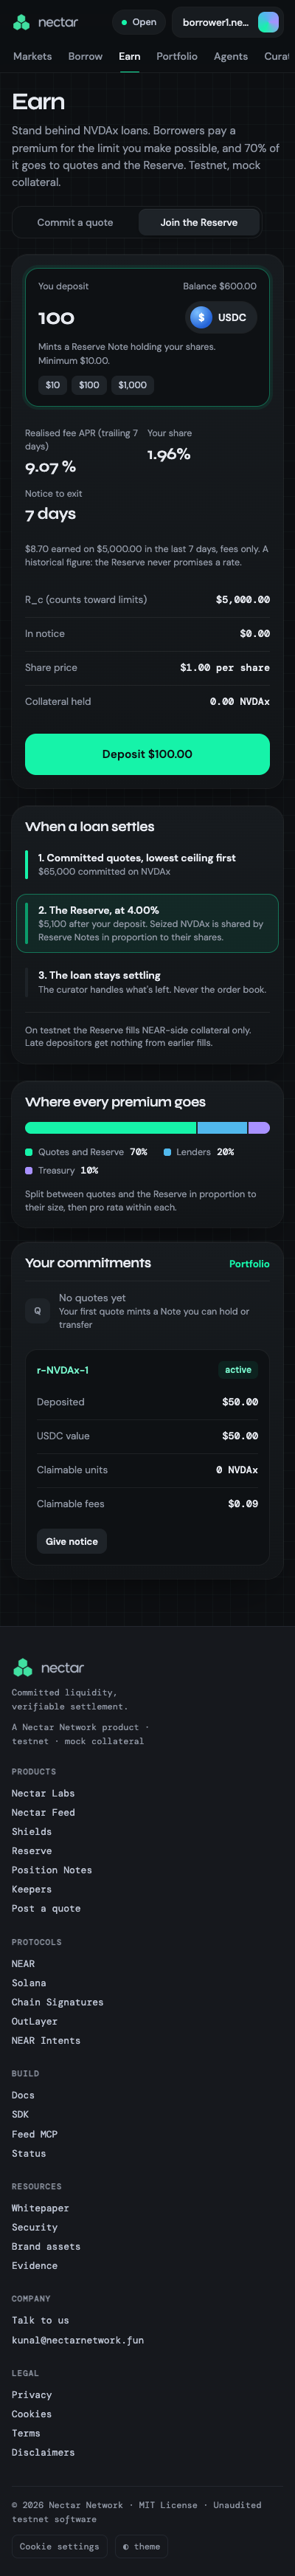 nectar
Open
borrower1.ne...
Markets Borrow Earn Portfolio Agents Curat
Earn
Stand behind NVDAx loans. Borrowers pay a
premium for the limit you make possible, and 70% of
it goes to quotes and the Reserve. Testnet, mock
collateral.
Commit a quote Join the Reserve
You deposit Balance $600.00
100 $ USDC
Mints a Reserve Note holding your shares.
Minimum $10.00.
$10 $100 $1,000
Realised fee APR (trailing 7
days)
9.07 %
Your share
1.96%
Notice to exit
7 days
$8.70 earned on $5,000.00 in the last 7 days, fees only. A
historical figure: the Reserve never promises a rate.
R_c (counts toward limits) $5,000.00
In notice $0.00
Share price $1.00 per share
Collateral held 0.00 NVDAx
Deposit $100.00
When a loan settles
1. Committed quotes, lowest ceiling first
$65,000 committed on NVDAx
2. The Reserve, at 4.00%
$5,100 after your deposit. Seized NVDAx is shared by
Reserve Notes in proportion to their shares.
3. The loan stays settling
The curator handles what's left. Never the order book.
On testnet the Reserve fills NEAR-side collateral only.
Late depositors get nothing from earlier fills.
Where every premium goes
Quotes and Reserve 70% Lenders 20%
Treasury 10%
Split between quotes and the Reserve in proportion to
their size, then pro rata within each.
Your commitments Portfolio
Q
No quotes yet
Your first quote mints a Note you can hold or
transfer
r-NVDAx-1 active
Deposited $50.00
USDC value $50.00
Claimable units 0 NVDAx
Claimable fees $0.09
Give notice
nectar
Committed liquidity,
verifiable settlement.
A Nectar Network product ·
testnet · mock collateral
PRODUCTS
Nectar Labs
Nectar Feed
Shields
Reserve
Position Notes
Keepers
Post a quote
PROTOCOLS
NEAR
Solana
Chain Signatures
OutLayer
NEAR Intents
BUILD
Docs
SDK
Feed MCP
Status
RESOURCES
Whitepaper
Security
Brand assets
Evidence
COMPANY
Talk to us
kunal@nectarnetwork.fun
LEGAL
Privacy
Cookies
Terms
Disclaimers
© 2026 Nectar Network · MIT License · Unaudited
testnet software
Cookie settings ◐ theme